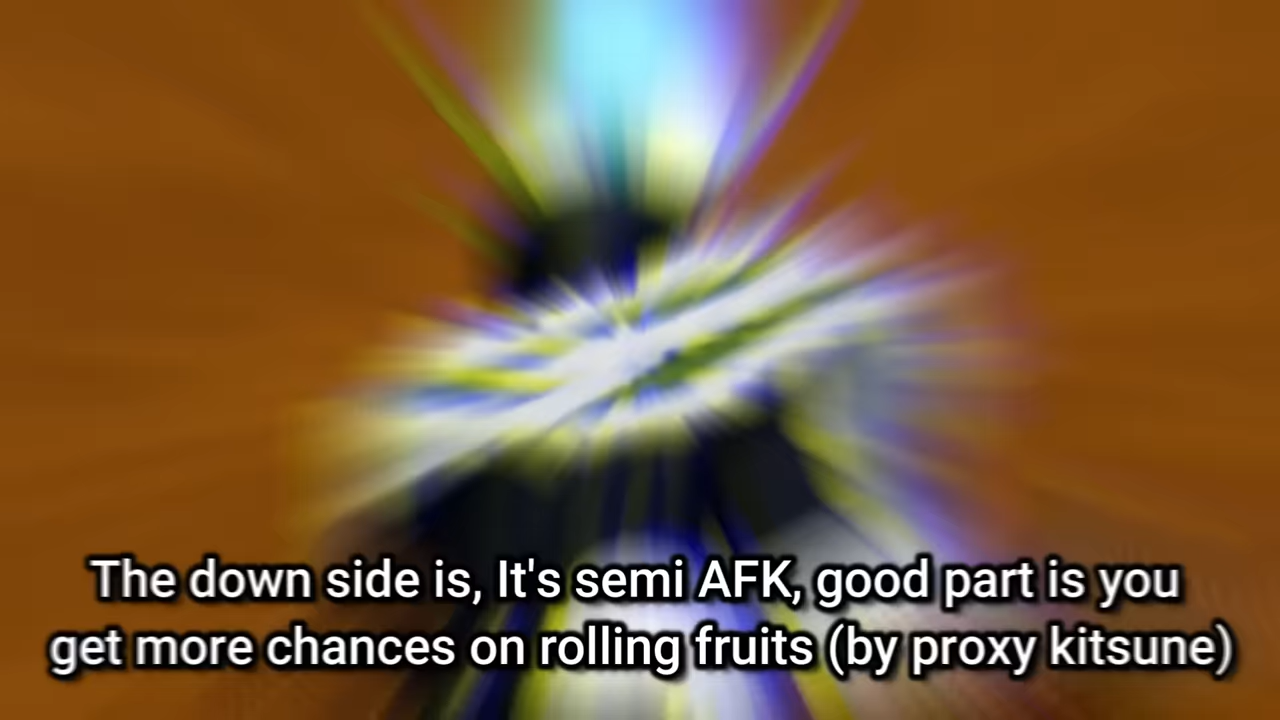 The down side is, It's semi AFK, good part is you
get more chances on rolling fruits (by proxy kitsune)